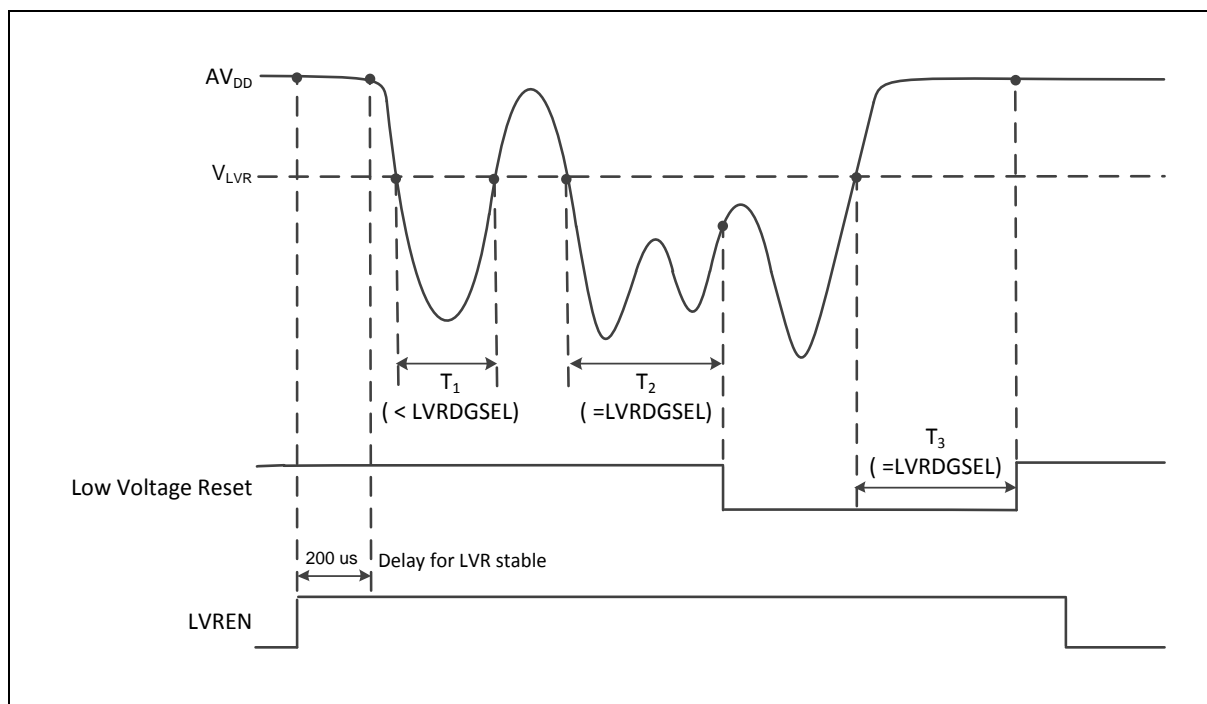 AVDD
VLVR
T1
( < LVRDGSEL)
T2
( =LVRDGSEL)
T3
( =LVRDGSEL)
Low Voltage Reset
200 us
Delay for LVR stable
LVREN